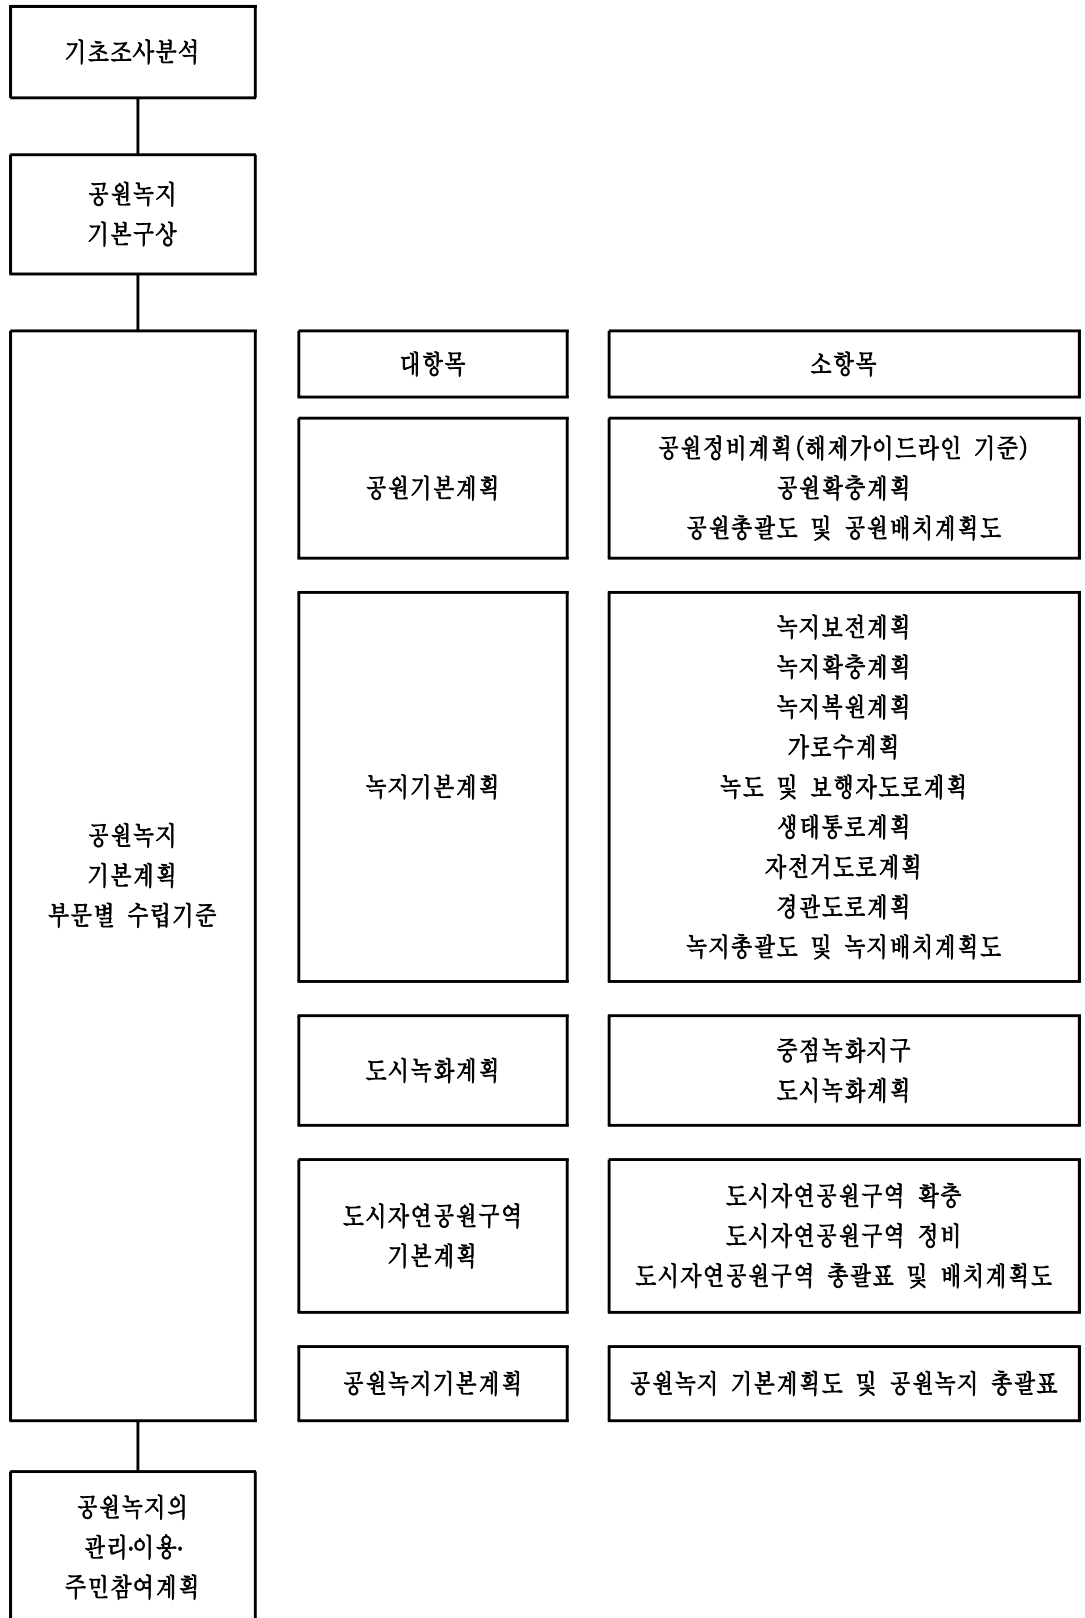 기초조사분석
공원녹지
기본구상
공원녹지
기본계획
부문별 수립기준
대항목
소항목
공원기본계획
공원정비계획(해제가이드라인 기준)
공원확충계획
공원총괄도 및 공원배치계획도
녹지기본계획
녹지보전계획
녹지확충계획
녹지복원계획
가로수계획
녹도 및 보행자도로계획
생태통로계획
자전거도로계획
경관도로계획
녹지총괄도 및 녹지배치계획도
도시녹화계획
중점녹화지구
도시녹화계획
도시자연공원구역
기본계획
도시자연공원구역 확충
도시자연공원구역 정비
도시자연공원구역 총괄표 및 배치계획도
공원녹지기본계획
공원녹지 기본계획도 및 공원녹지 총괄표
공원녹지의
관리·이용·
주민참여계획